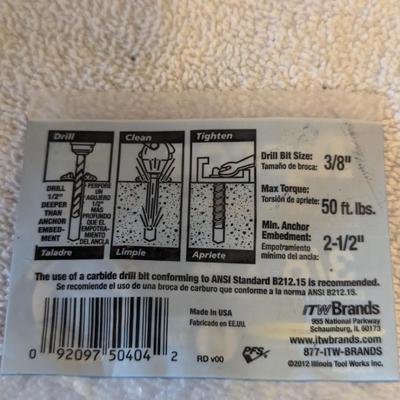 Drill
Clean
Tighten
DRILL
1/2"
DEEPER
THAN
ANCHOR
EMBED-
MENT
PERFORE
UN
AGUJERO
1/2"
MÁS
PROFUNDO
QUE EL
EMPOTRA-
MIENTO
DEL ANGLA
Taladre
Limpie
Apriete
Drill Bit Size:
Tamaño de broca:
3/8"
Max Torque:
Torsión de apriete:
50 ft. lbs.
Min. Anchor
Embedment:
Empotramiento
mínimo del ancla:
2-1/2"
The use of a carbide drill bit conforming to ANSI Standard B212.15 is recommended.
Se recomiende el uso de una broca de carburo que conforme a la norma ANSI B212.15.
Made in USA
Fabricado en EE.UU.
ITWBrands
955 National Parkway
Schaumburg, IL 60173
www.itwbrands.com
877-ITW-BRANDS
©2012 Illinois Tool Works Inc.
0 92097 50404 2
RD v00
PFS